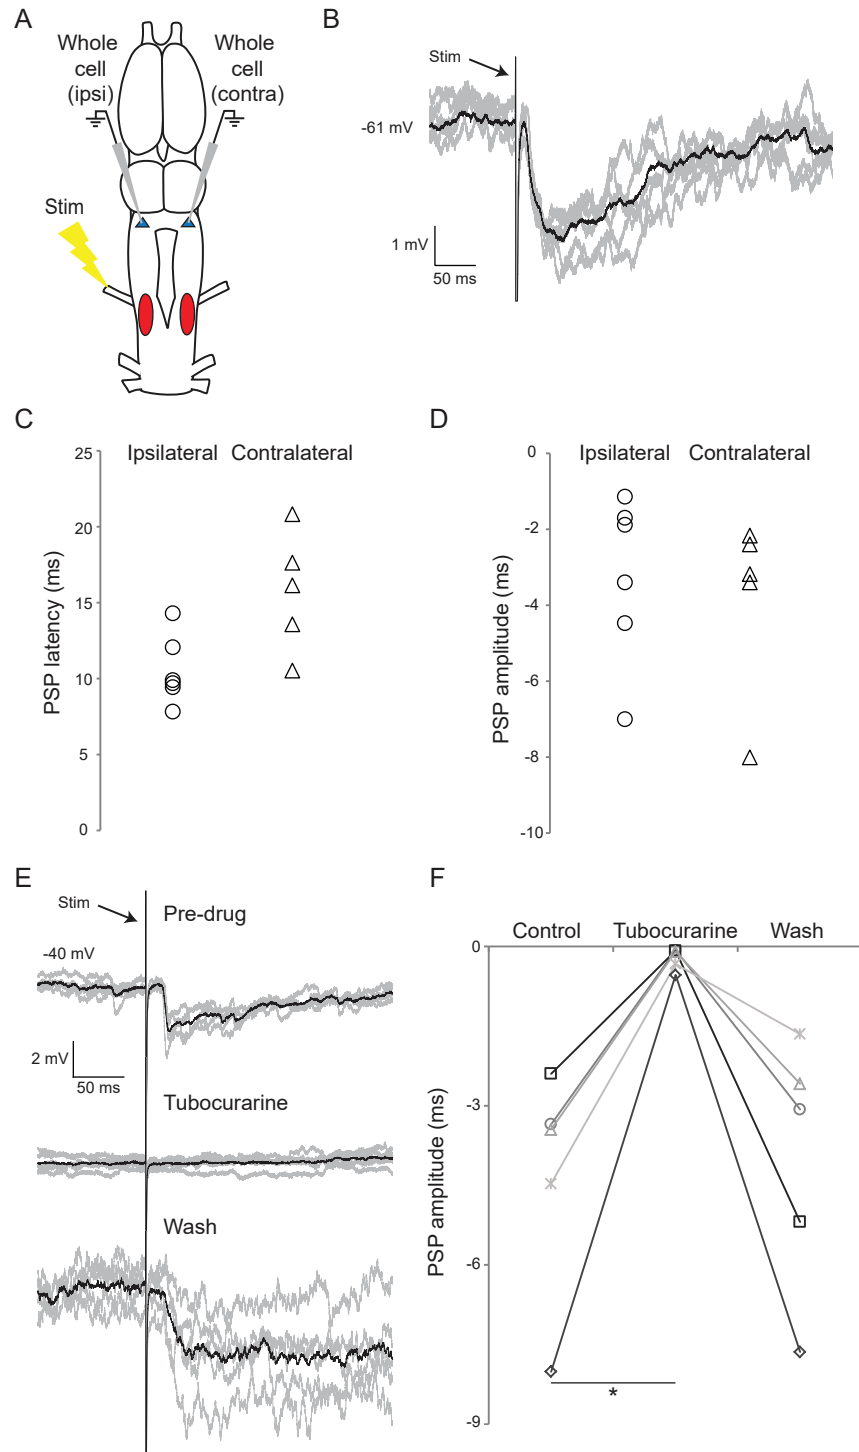 A
Whole
cell
(ipsi)
Whole
cell
(contra)
Stim
B
Stim
-61 mV
1 mV
50 ms
C
Ipsilateral
Contralateral
PSP latency (ms)
25
20
15
10
5
0
D
Ipsilateral
Contralateral
PSP amplitude (ms)
0
-2
-4
-6
-8
-10
E
Stim
Pre-drug
-40 mV
2 mV
50 ms
Tubocurarine
Wash
F
Control
Tubocurarine
Wash
PSP amplitude (ms)
0
-3
-6
-9
*